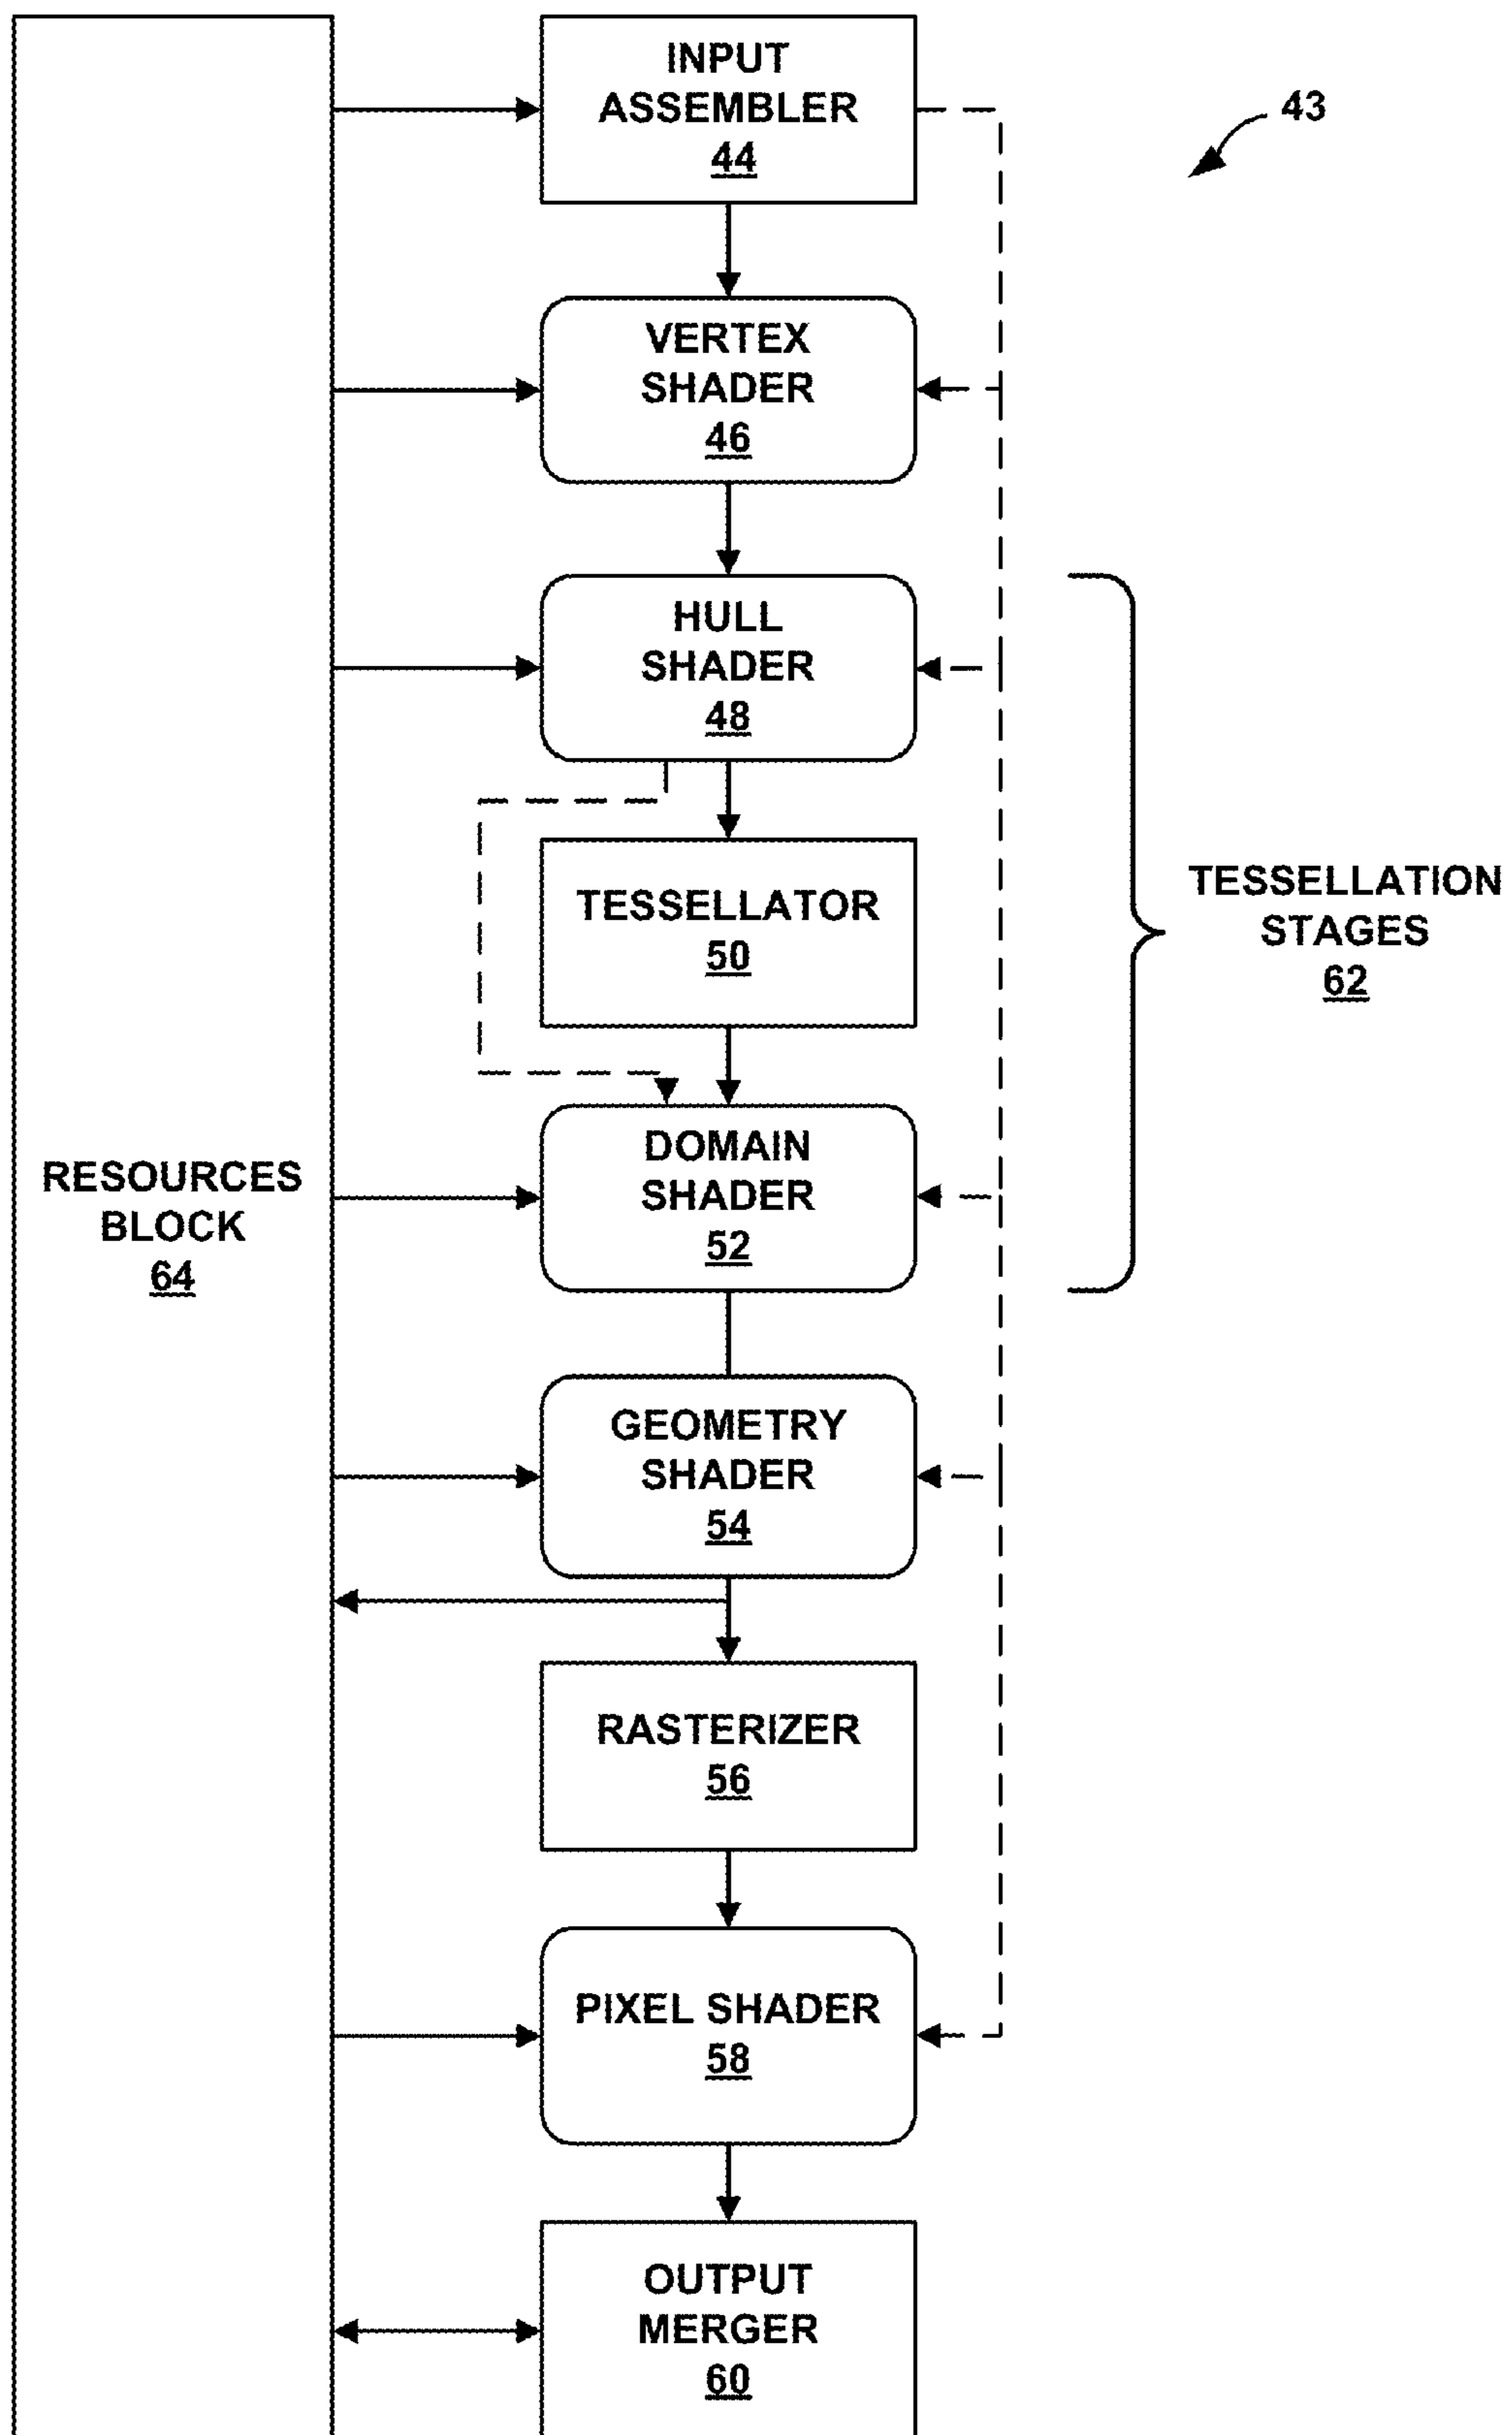 INPUT
ASSEMBLER
44
43
VERTEX
SHADER
46
HULL
SHADER
48
TESSELLATOR
50
TESSELLATION
STAGES
62
DOMAIN
SHADER
52
RESOURCES
BLOCK
64
GEOMETRY
SHADER
54
RASTERIZER
56
PIXEL SHADER
58
OUTPUT
MERGER
60